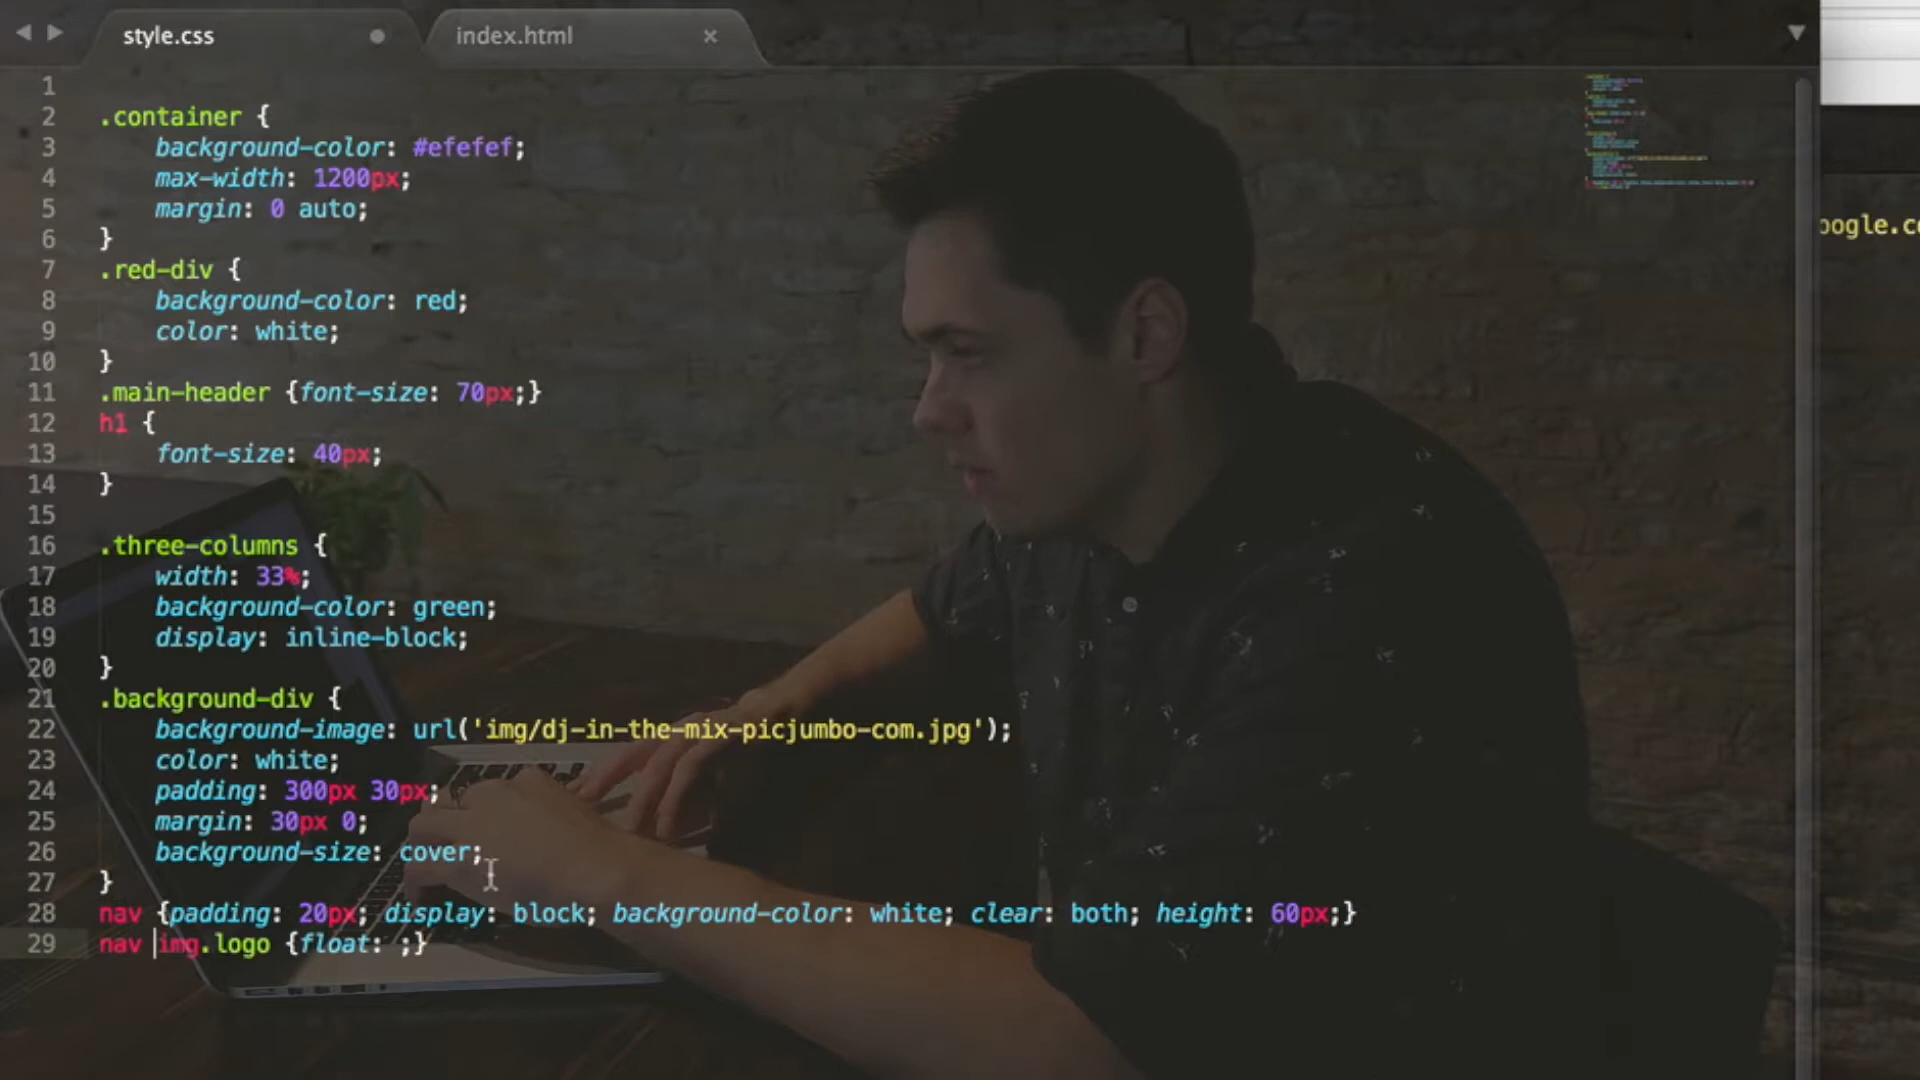 style.css
index.html
1
2 .container {
3 background-color: #efefef;
4 max-width: 1200px;
5 margin: 0 auto;
6 }
7 .red-div {
8 background-color: red;
9 color: white;
10 }
11 .main-header {font-size: 70px;}
12 h1 {
13 font-size: 40px;
14 }
15
16 .three-columns {
17 width: 33%;
18 background-color: green;
19 display: inline-block;
20 }
21 .background-div {
22 background-image: url('img/dj-in-the-mix-picjumbo-com.jpg');
23 color: white;
24 padding: 300px 30px;
25 margin: 30px 0;
26 background-size: cover;
27 }
28 nav {padding: 20px; display: block; background-color: white; clear: both; height: 60px;}
29 nav img.logo {float: ;}